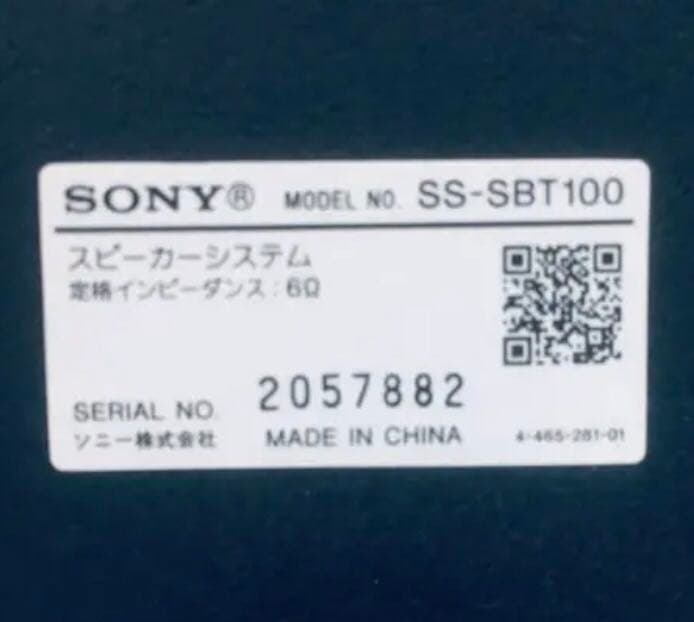 SONY® MODEL NO. SS-SBT100
スピーカーシステム
定格インピーダンス：6Ω
SERIAL NO. 2057882
ソニー株式会社 MADE IN CHINA 4-465-281-01